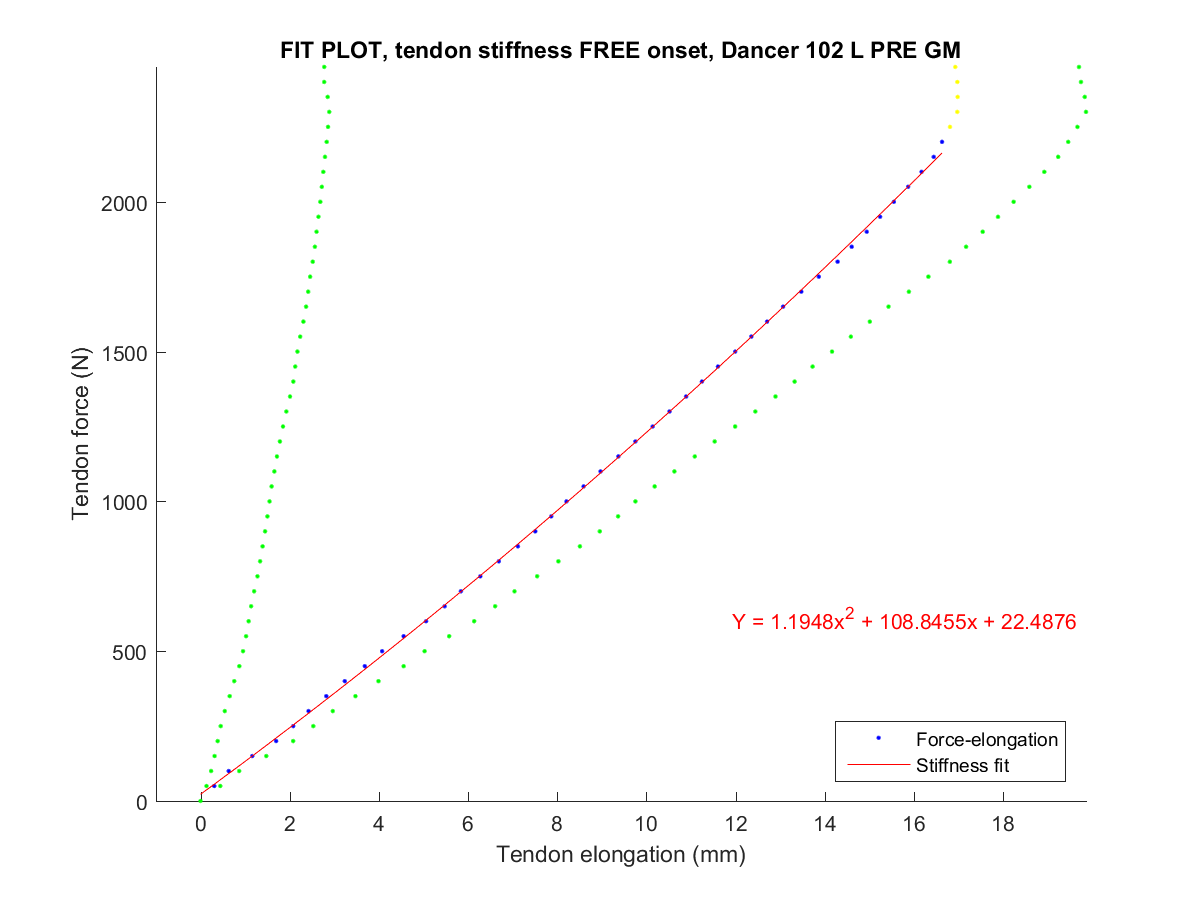 FIT PLOT, tendon stiffness FREE onset, Dancer 102 L PRE GM
Tendon force (N)
2000
1500
1000
500
0
Y = 1.1948x² + 108.8455x + 22.4876
Force-elongation
Stiffness fit
0 2 4 6 8 10 12 14 16 18
Tendon elongation (mm)